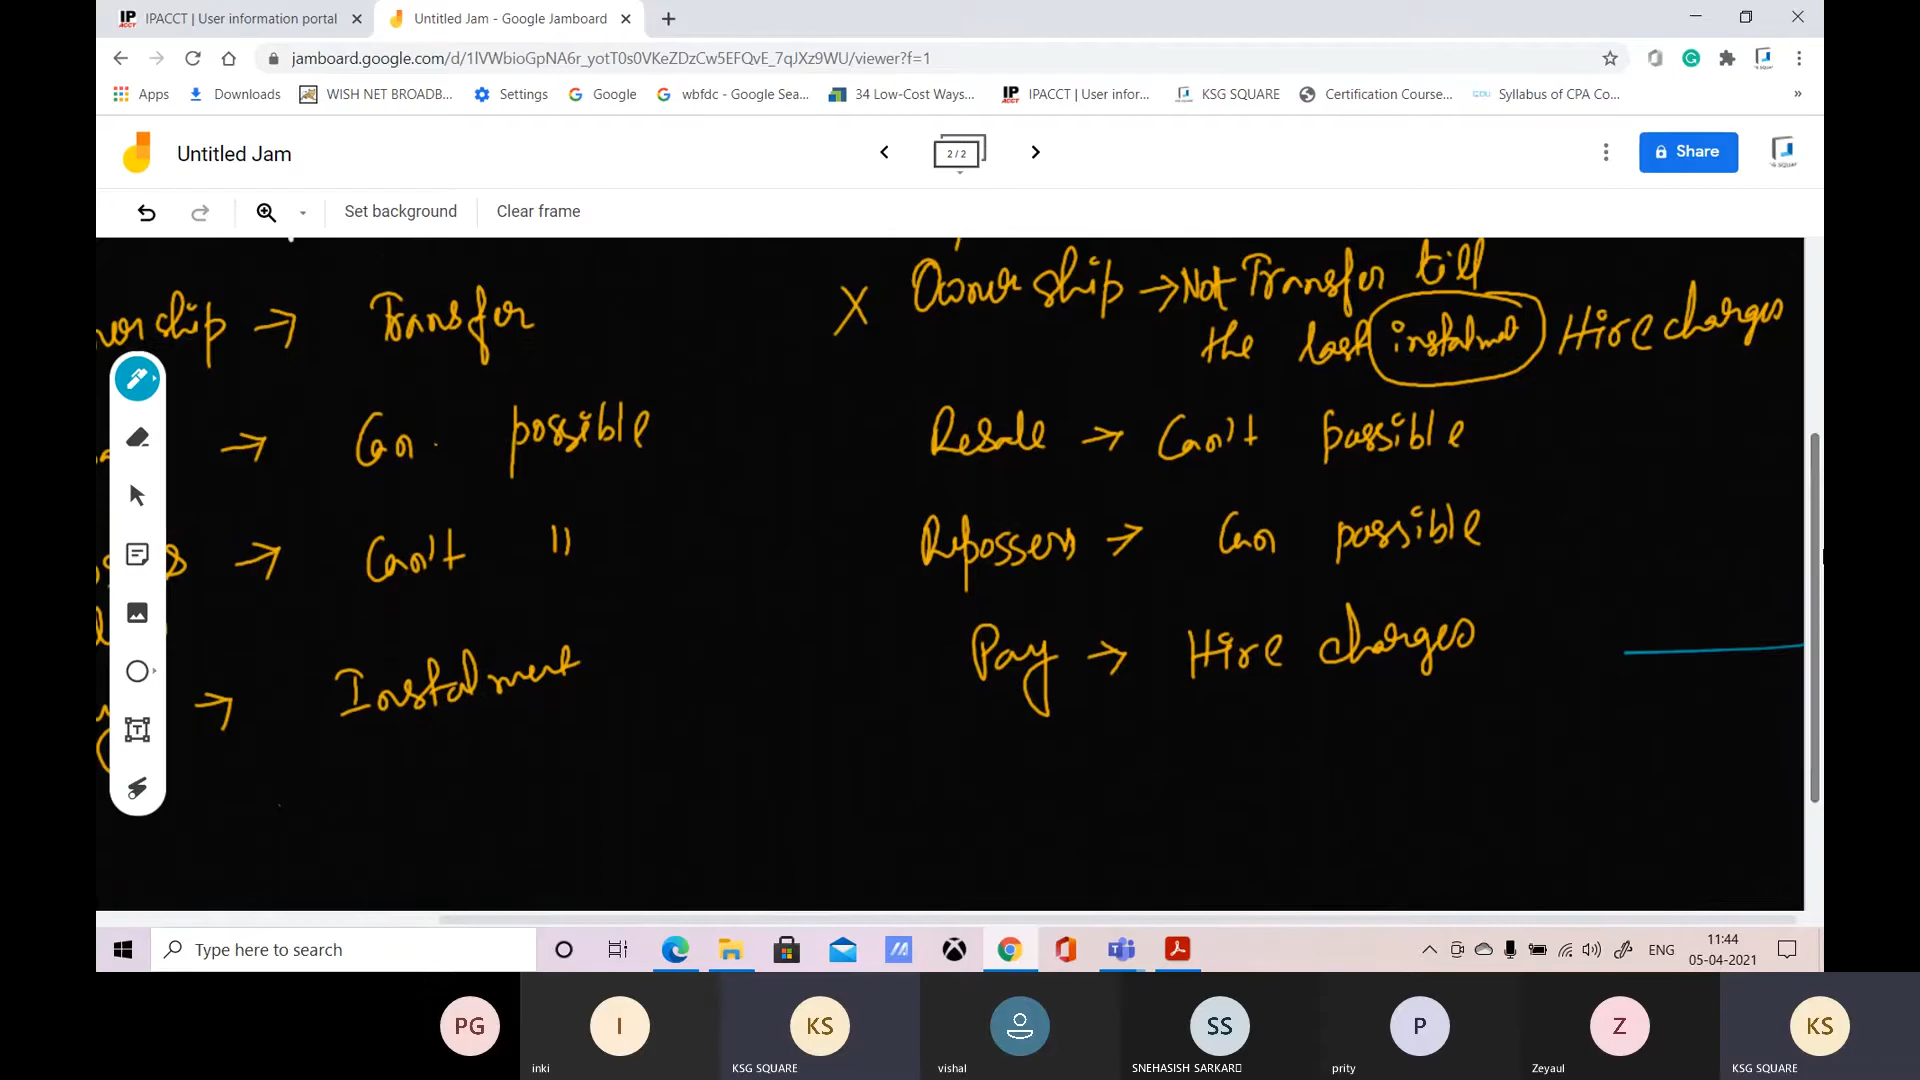 IPACCT | User information portal
Untitled Jam - Google Jamboard
jamboard.google.com/d/1lVWbioGpNA6r_yotT0s0VKeZDzCw5EFQvE_7qJXz9WU/viewer?f=1
Apps Downloads WISH NET BROADB... Settings Google wbfdc - Google Sea... 34 Low-Cost Ways... IPACCT | User infor... KSG SQUARE Certification Course... Syllabus of CPA Co... »
Untitled Jam
2 / 2
Share
Set background Clear frame
nership → Transfer
→ Can possible
→ Can't "
→ Instalment
X Ownership → Not Transfer till
the last instalment Hire charges
Resale → Can't possible
Repossess → Can possible
Pay → Hire charges
Type here to search
ENG
11:44
05-04-2021
PG I KS SS P Z KS
inki KSG SQUARE vishal SNEHASISH SARKAR prity Zeyaul KSG SQUARE